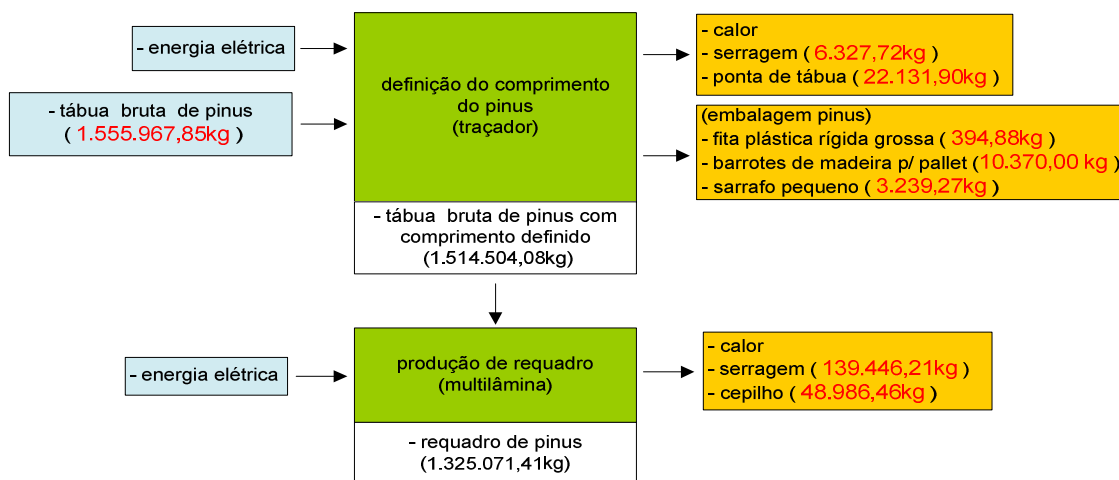 - energia elétrica
- tábua bruta de pinus
( 1.555.967,85kg )
definição do comprimento
do pinus
(traçador)
- tábua bruta de pinus com
comprimento definido
(1.514.504,08kg)
- calor
- serragem ( 6.327,72kg )
- ponta de tábua ( 22.131,90kg )
(embalagem pinus)
- fita plástica rígida grossa ( 394,88kg )
- barrotes de madeira p/ pallet (10.370,00 kg )
- sarrafo pequeno ( 3.239,27kg )
- energia elétrica
produção de requadro
(multilâmina)
- requadro de pinus
(1.325.071,41kg)
- calor
- serragem ( 139.446,21kg )
- cepilho ( 48.986,46kg )